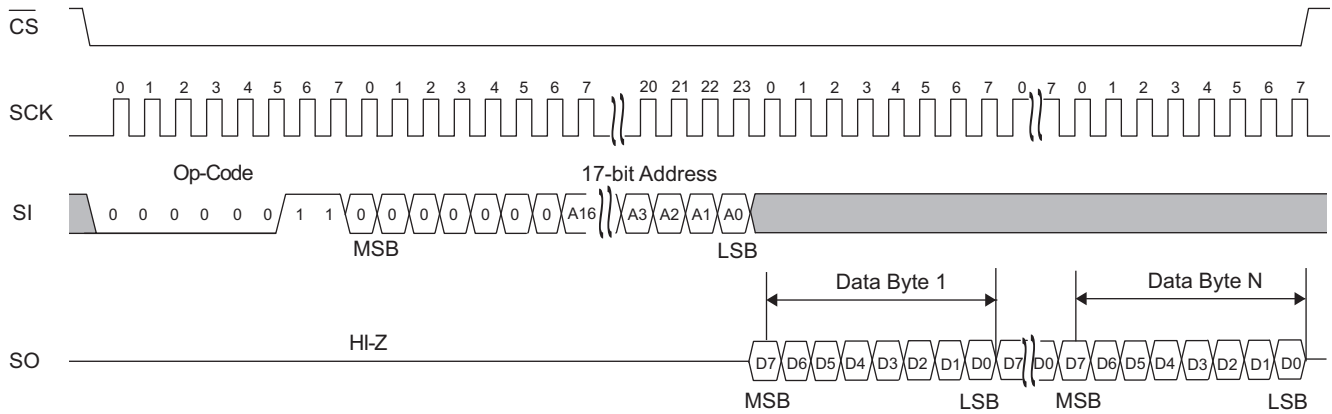 CS
0 1 2 3 4 5 6 7 0 1 2 3 4 5 6 7 20 21 22 23 0 1 2 3 4 5 6 7 0 7 0 1 2 3 4 5 6 7
SCK
Op-Code 17-bit Address
SI 0 0 0 0 0 0 1 1 0 0 0 0 0 0 0 A16 A3 A2 A1 A0
MSB LSB
Data Byte 1 Data Byte N
HI-Z
SO D7 D6 D5 D4 D3 D2 D1 D0 D7 D0 D7 D6 D5 D4 D3 D2 D1 D0
MSB LSB MSB LSB